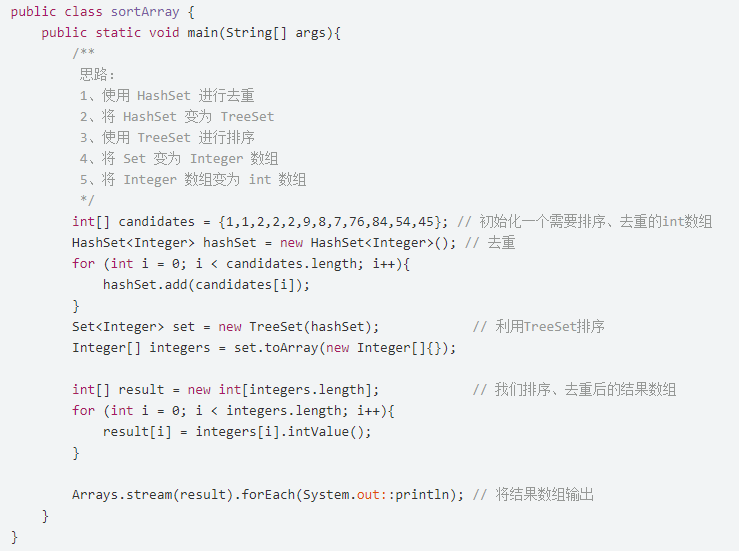 public class sortArray {
public static void main(String[] args){
/**
思路:
1、使用 HashSet 进行去重
2、将 HashSet 变为 TreeSet
3、使用 TreeSet 进行排序
4、将 Set 变为 Integer 数组
5、将 Integer 数组变为 int 数组
*/
int[] candidates = {1,1,2,2,2,9,8,7,76,84,54,45}; // 初始化一个需要排序、去重的int数组
HashSet<Integer> hashSet = new HashSet<Integer>(); // 去重
for (int i = 0; i < candidates.length; i++){
hashSet.add(candidates[i]);
}
Set<Integer> set = new TreeSet(hashSet); // 利用TreeSet排序
Integer[] integers = set.toArray(new Integer[]{});
int[] result = new int[integers.length]; // 我们排序、去重后的结果数组
for (int i = 0; i < integers.length; i++){
result[i] = integers[i].intValue();
}
Arrays.stream(result).forEach(System.out::println); // 将结果数组输出
}
}